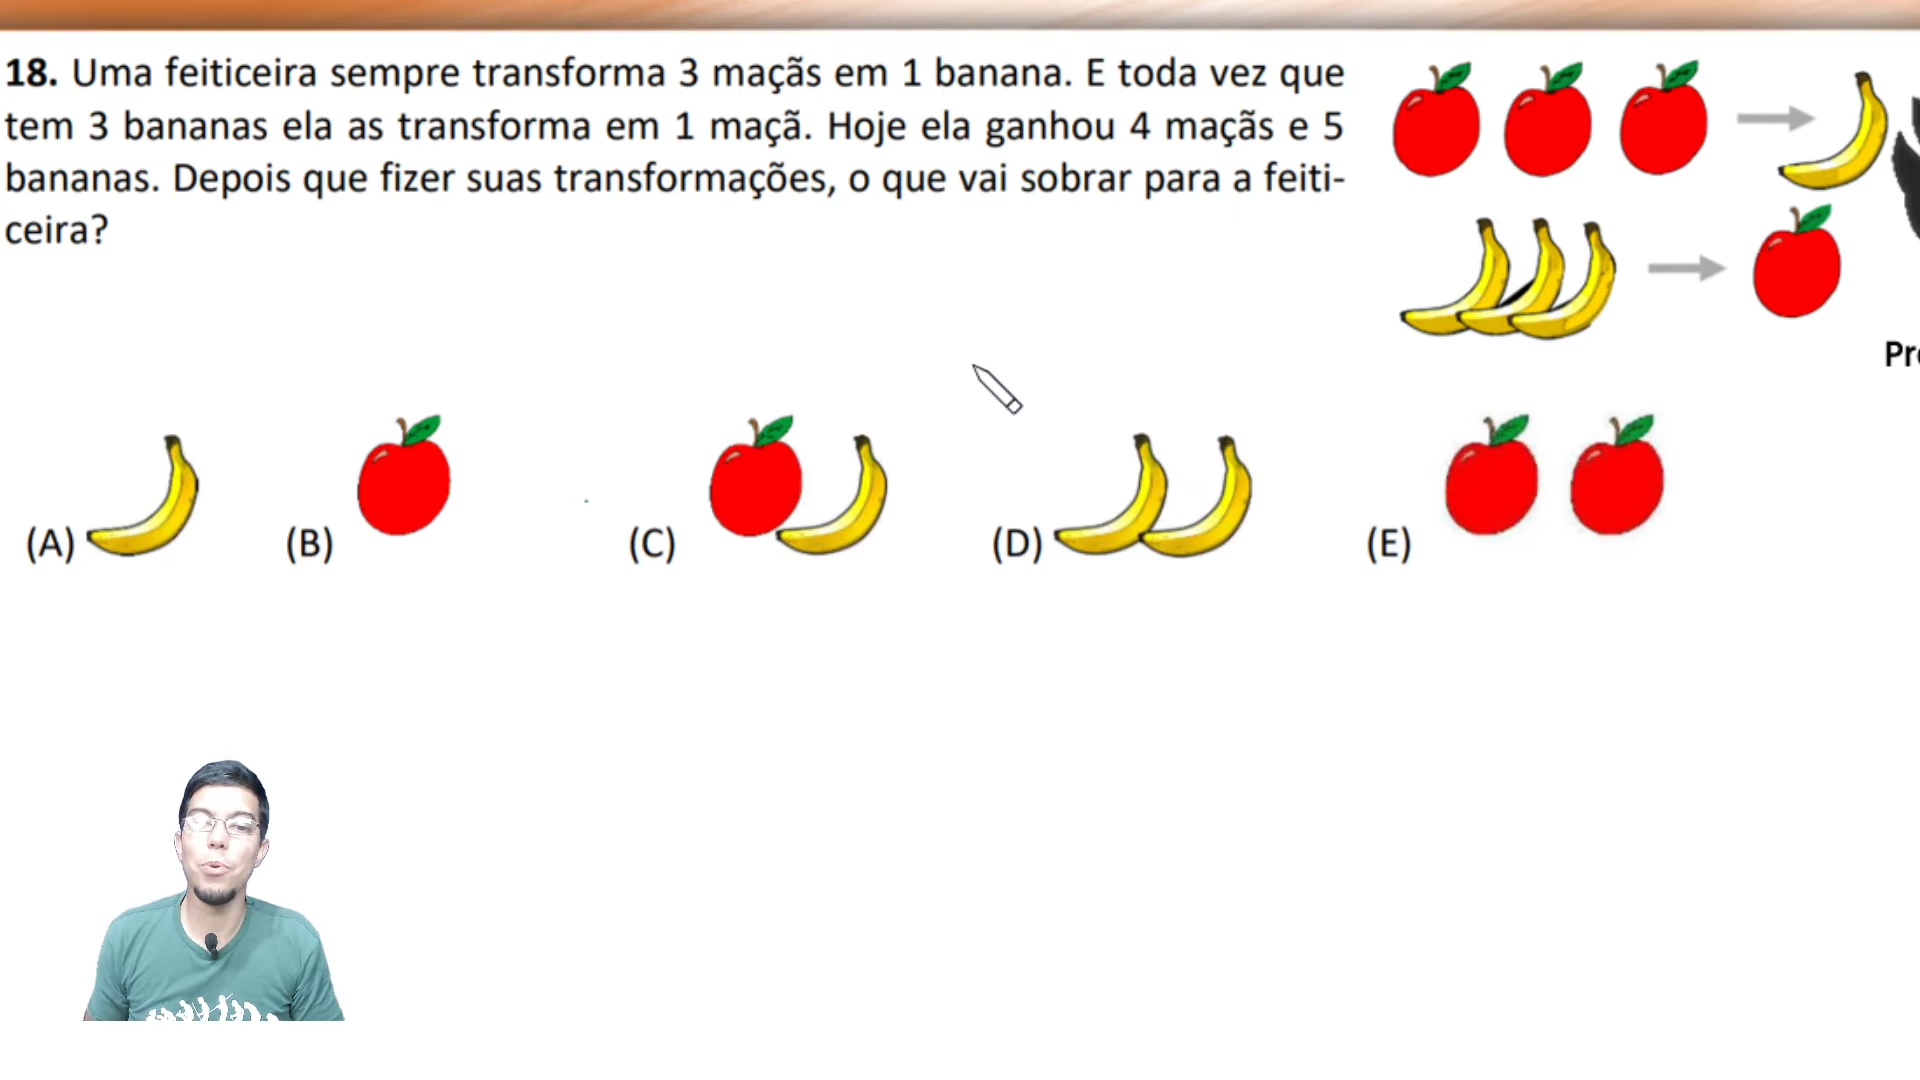 18. Uma feiticeira sempre transforma 3 maçãs em 1 banana. E toda vez que
tem 3 bananas ela as transforma em 1 maçã. Hoje ela ganhou 4 maçãs e 5
bananas. Depois que fizer suas transformações, o que vai sobrar para a feiti-
ceira?
Pr
(A) (B) (C) (D) (E)